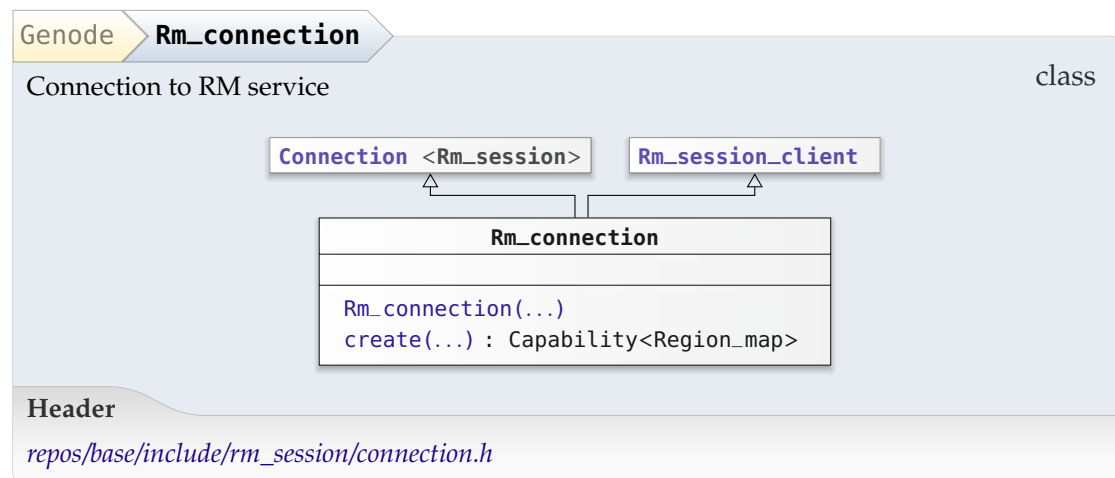 Genode Rm_connection
Connection to RM service
class
Connection <Rm_session>
Rm_session_client
Rm_connection
Rm_connection(...)
create(...) : Capability<Region_map>
Header
repos/base/include/rm_session/connection.h